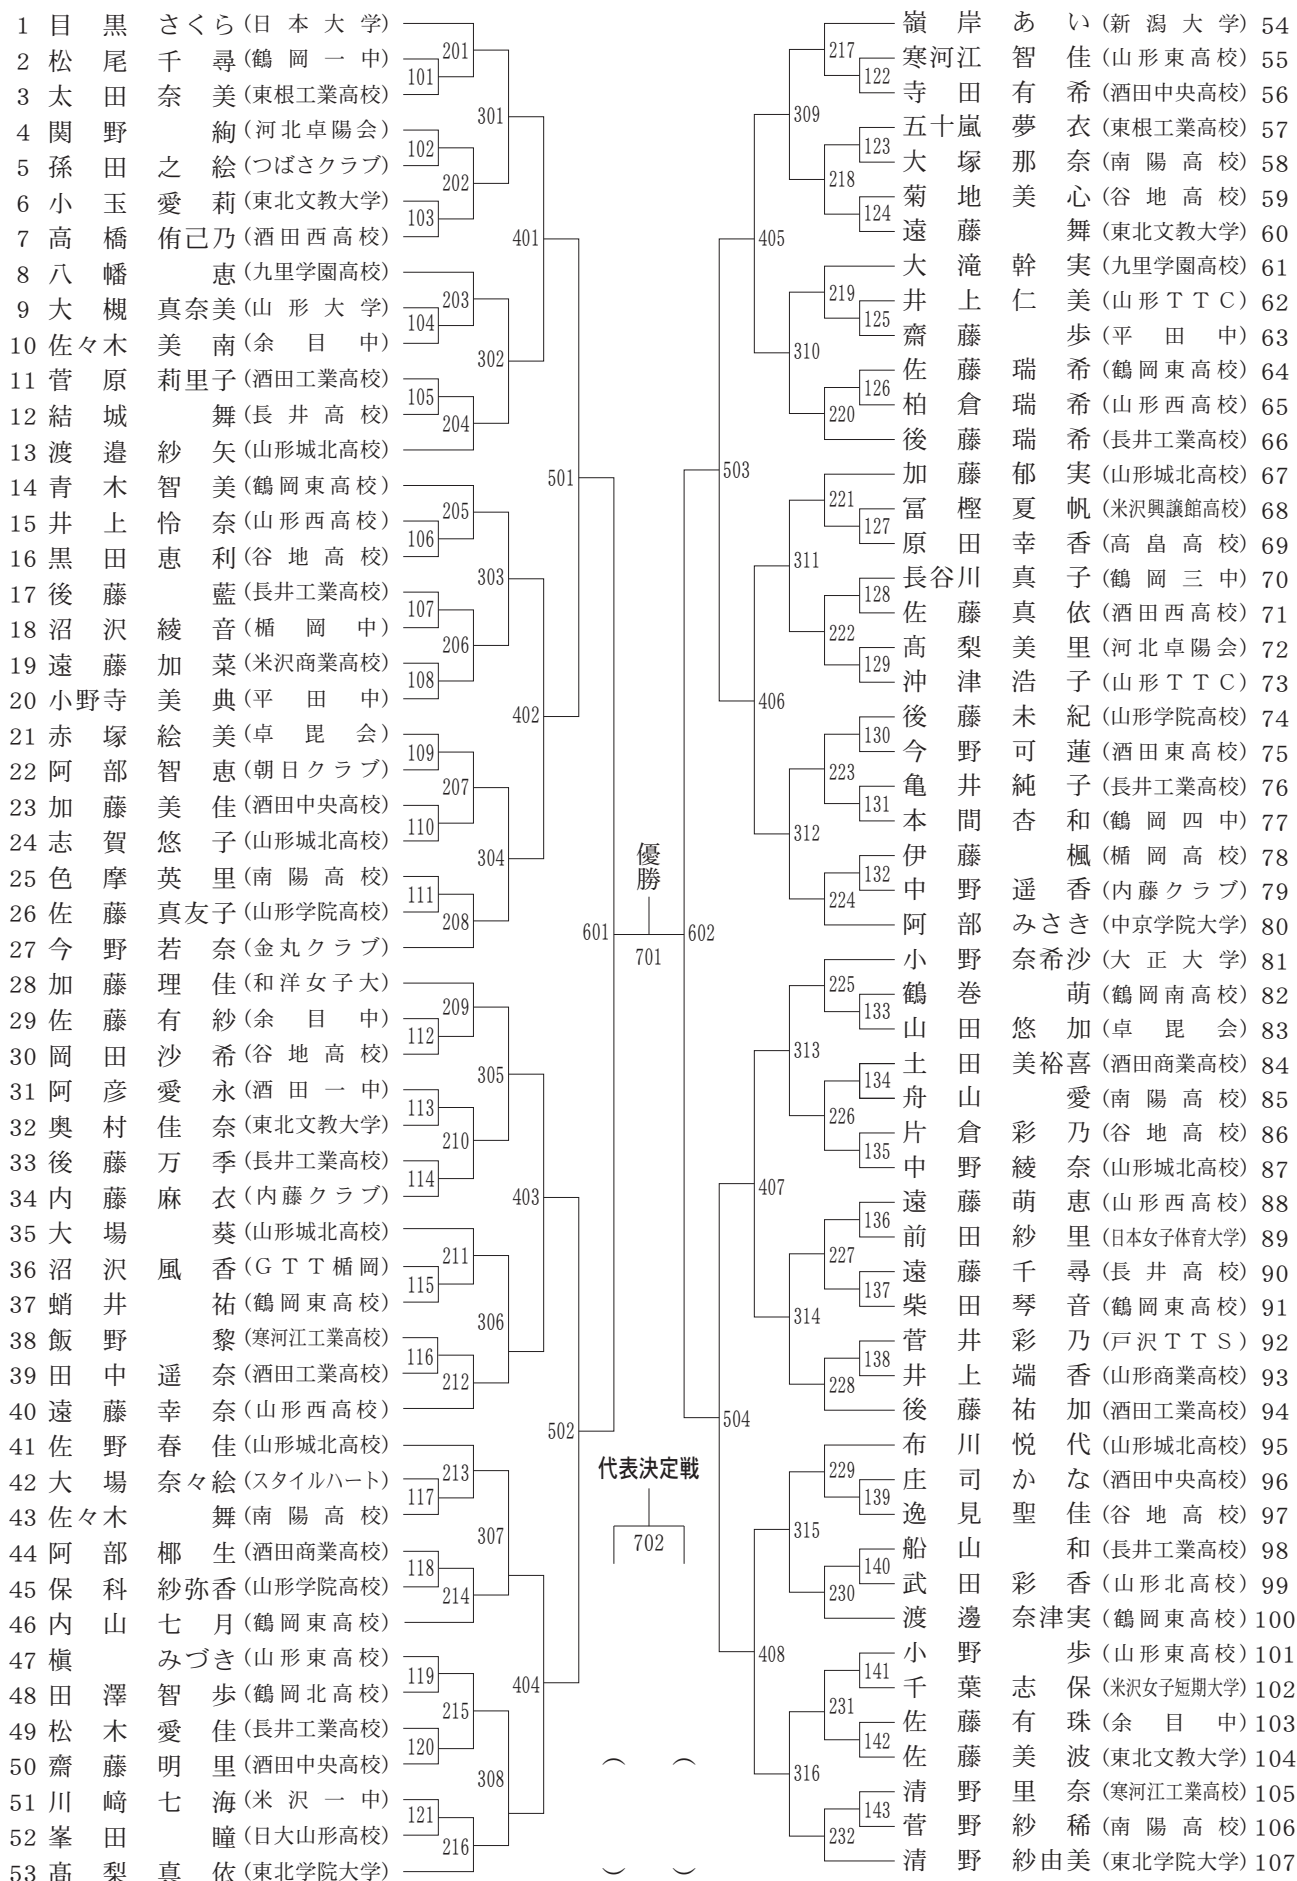 1 目黒 さくら (日本大学)
2 松尾 千尋 (鶴岡一中)
3 太田 奈美 (東根工業高校)
4 関野 絢 (河北卓陽会)
5 孫田 之絵 (つばさクラブ)
6 小玉 愛莉 (東北文教大学)
7 高橋 侑己乃 (酒田西高校)
8 八幡 恵 (九里学園高校)
9 大槻 真奈美 (山形大学)
10 佐々木 美南 (余目中)
11 菅原 莉里子 (酒田工業高校)
12 結城 舞 (長井高校)
13 渡邉 紗矢 (山形城北高校)
14 青木 智美 (鶴岡東高校)
15 井上 怜奈 (山形西高校)
16 黒田 恵利 (谷地高校)
17 後藤 藍 (長井工業高校)
18 沼沢 綾音 (楯岡中)
19 遠藤 加菜 (米沢商業高校)
20 小野寺 美典 (平田中)
21 赤塚 絵美 (卓毘会)
22 阿部 智恵 (朝日クラブ)
23 加藤 美佳 (酒田中央高校)
24 志賀 悠子 (山形城北高校)
25 色摩 英里 (南陽高校)
26 佐藤 真友子 (山形学院高校)
27 今野 若奈 (金丸クラブ)
28 加藤 理佳 (和洋女子大)
29 佐藤 有紗 (余目中)
30 岡田 沙希 (谷地高校)
31 阿彦 愛永 (酒田一中)
32 奥村 佳奈 (東北文教大学)
33 後藤 万季 (長井工業高校)
34 内藤 麻衣 (内藤クラブ)
35 大場 葵 (山形城北高校)
36 沼沢 風香 (GTT楯岡)
37 蛸井 祐 (鶴岡東高校)
38 飯野 黎 (寒河江工業高校)
39 田中 遥奈 (酒田工業高校)
40 遠藤 幸奈 (山形西高校)
41 佐野 春佳 (山形城北高校)
42 大場 奈々絵 (スタイルハート)
43 佐々木 舞 (南陽高校)
44 阿部 椰生 (酒田商業高校)
45 保科 紗弥香 (山形学院高校)
46 内山 七月 (鶴岡東高校)
47 槇 みづき (山形東高校)
48 田澤 智歩 (鶴岡北高校)
49 松木 愛佳 (長井工業高校)
50 齋藤 明里 (酒田中央高校)
51 川﨑 七海 (米沢一中)
52 峯田 瞳 (日大山形高校)
53 髙梨 真依 (東北学院大学)
101
102
103
104
105
106
107
108
109
110
111
112
113
114
115
116
117
118
119
120
121
201
202
203
204
205
206
207
208
209
210
211
212
213
214
215
216
301
302
303
304
305
306
307
308
401
402
403
404
501
502
601
優勝
701
602
代表決定戦
702
( )
( )
503
504
405
406
407
408
309
310
311
312
313
314
315
316
217
218
219
220
221
222
223
224
225
226
227
228
229
230
231
232
122
123
124
125
126
127
128
129
130
131
132
133
134
135
136
137
138
139
140
141
142
143
嶺岸 あい (新潟大学) 54
寒河江 智佳 (山形東高校) 55
寺田 有希 (酒田中央高校) 56
五十嵐 夢衣 (東根工業高校) 57
大塚 那奈 (南陽高校) 58
菊地 美心 (谷地高校) 59
遠藤 舞 (東北文教大学) 60
大滝 幹実 (九里学園高校) 61
井上 仁美 (山形TTC) 62
齋藤 歩 (平田中) 63
佐藤 瑞希 (鶴岡東高校) 64
柏倉 瑞希 (山形西高校) 65
後藤 瑞希 (長井工業高校) 66
加藤 郁実 (山形城北高校) 67
冨樫 夏帆 (米沢興譲館高校) 68
原田 幸香 (高畠高校) 69
長谷川 真子 (鶴岡三中) 70
佐藤 真依 (酒田西高校) 71
髙梨 美里 (河北卓陽会) 72
沖津 浩子 (山形TTC) 73
後藤 未紀 (山形学院高校) 74
今野 可蓮 (酒田東高校) 75
亀井 純子 (長井工業高校) 76
本間 杏和 (鶴岡四中) 77
伊藤 楓 (楯岡高校) 78
中野 遥香 (内藤クラブ) 79
阿部 みさき (中京学院大学) 80
小野 奈希沙 (大正大学) 81
鶴巻 萌 (鶴岡南高校) 82
山田 悠加 (卓毘会) 83
土田 美裕喜 (酒田商業高校) 84
舟山 愛 (南陽高校) 85
片倉 彩乃 (谷地高校) 86
中野 綾奈 (山形城北高校) 87
遠藤 萌恵 (山形西高校) 88
前田 紗里 (日本女子体育大学) 89
遠藤 千尋 (長井高校) 90
柴田 琴音 (鶴岡東高校) 91
菅井 彩乃 (戸沢TTS) 92
井上 端香 (山形商業高校) 93
後藤 祐加 (酒田工業高校) 94
布川 悦代 (山形城北高校) 95
庄司 かな (酒田中央高校) 96
逸見 聖佳 (谷地高校) 97
船山 和 (長井工業高校) 98
武田 彩香 (山形北高校) 99
渡邊 奈津実 (鶴岡東高校) 100
小野 歩 (山形東高校) 101
千葉 志保 (米沢女子短期大学) 102
佐藤 有珠 (余目中) 103
佐藤 美波 (東北文教大学) 104
清野 里奈 (寒河江工業高校) 105
菅野 紗稀 (南陽高校) 106
清野 紗由美 (東北学院大学) 107